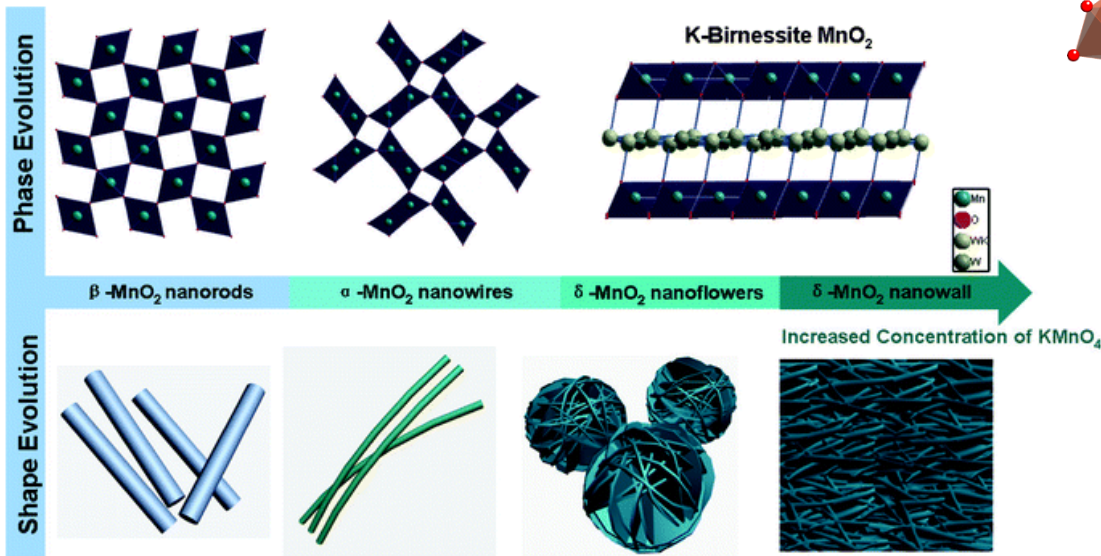 Phase Evolution
K-Birnessite MnO₂
Mn
O
WK
W
β-MnO₂ nanorods
α-MnO₂ nanowires
δ-MnO₂ nanoflowers
δ-MnO₂ nanowall
Increased Concentration of KMnO₄
Shape Evolution